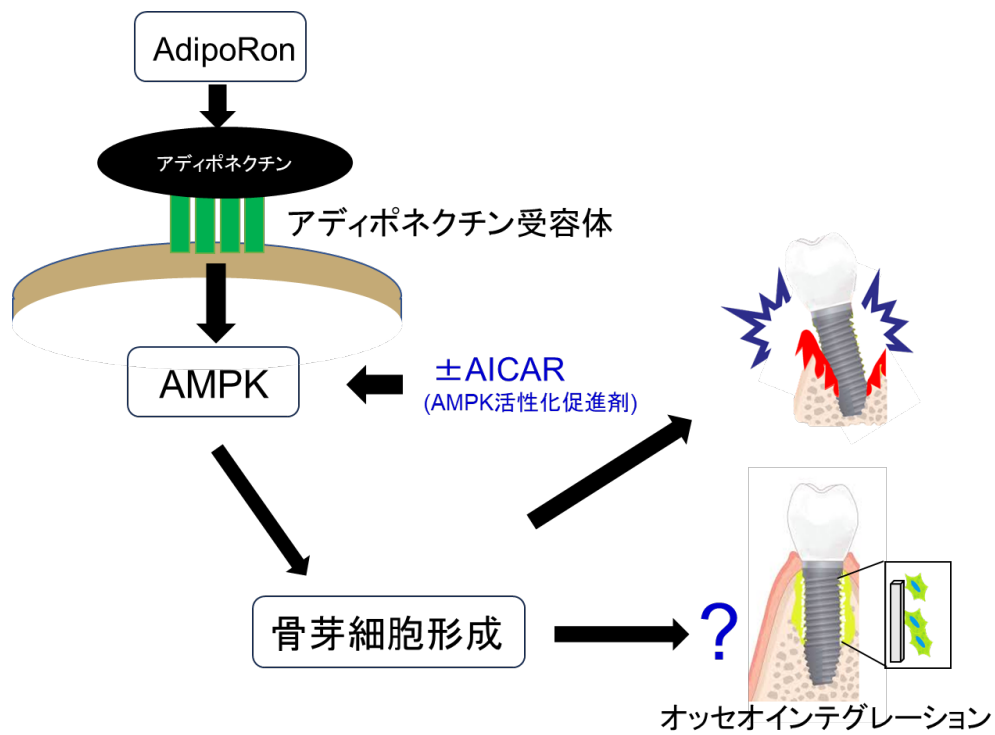 AdipoRon
アディポネクチン
アディポネクチン受容体
AMPK
±AICAR
(AMPK活性化促進剤)
骨芽細胞形成
?
オッセオインテグレーション